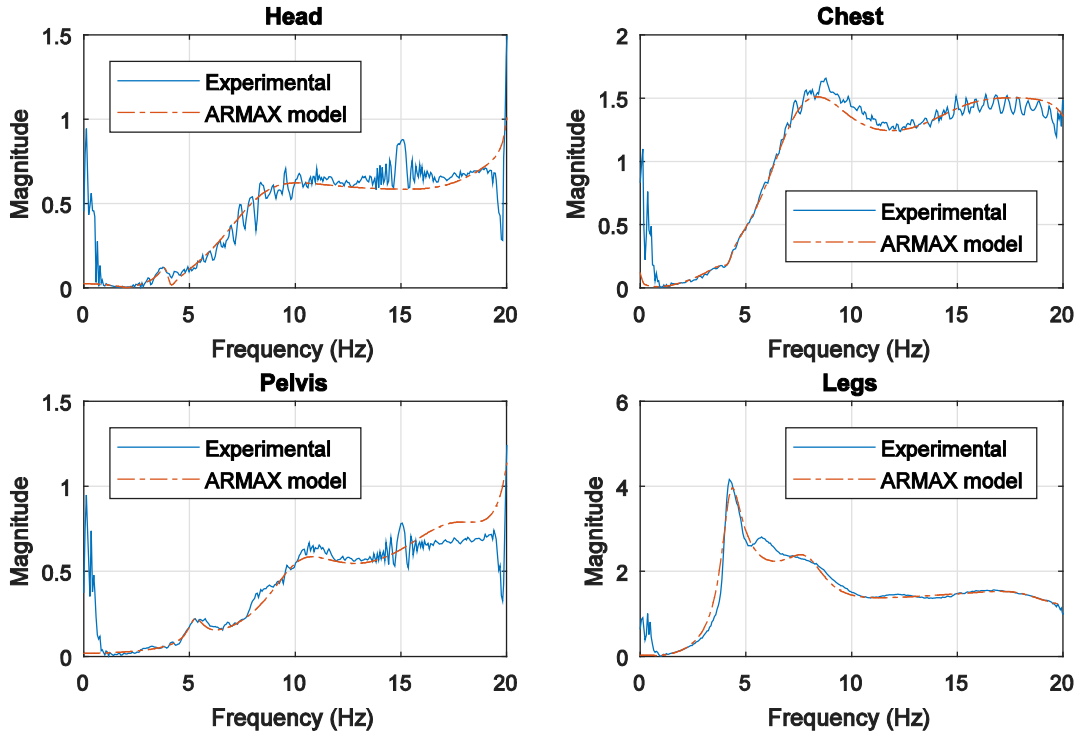 Head
1.5
1
0.5
0
Magnitude
Experimental
ARMAX model
0 5 10 15 20
Frequency (Hz)
Chest
2
1.5
1
0.5
0
Magnitude
Experimental
ARMAX model
0 5 10 15 20
Frequency (Hz)
Pelvis
1.5
1
0.5
0
Magnitude
Experimental
ARMAX model
0 5 10 15 20
Frequency (Hz)
Legs
6
4
2
0
Magnitude
Experimental
ARMAX model
0 5 10 15 20
Frequency (Hz)